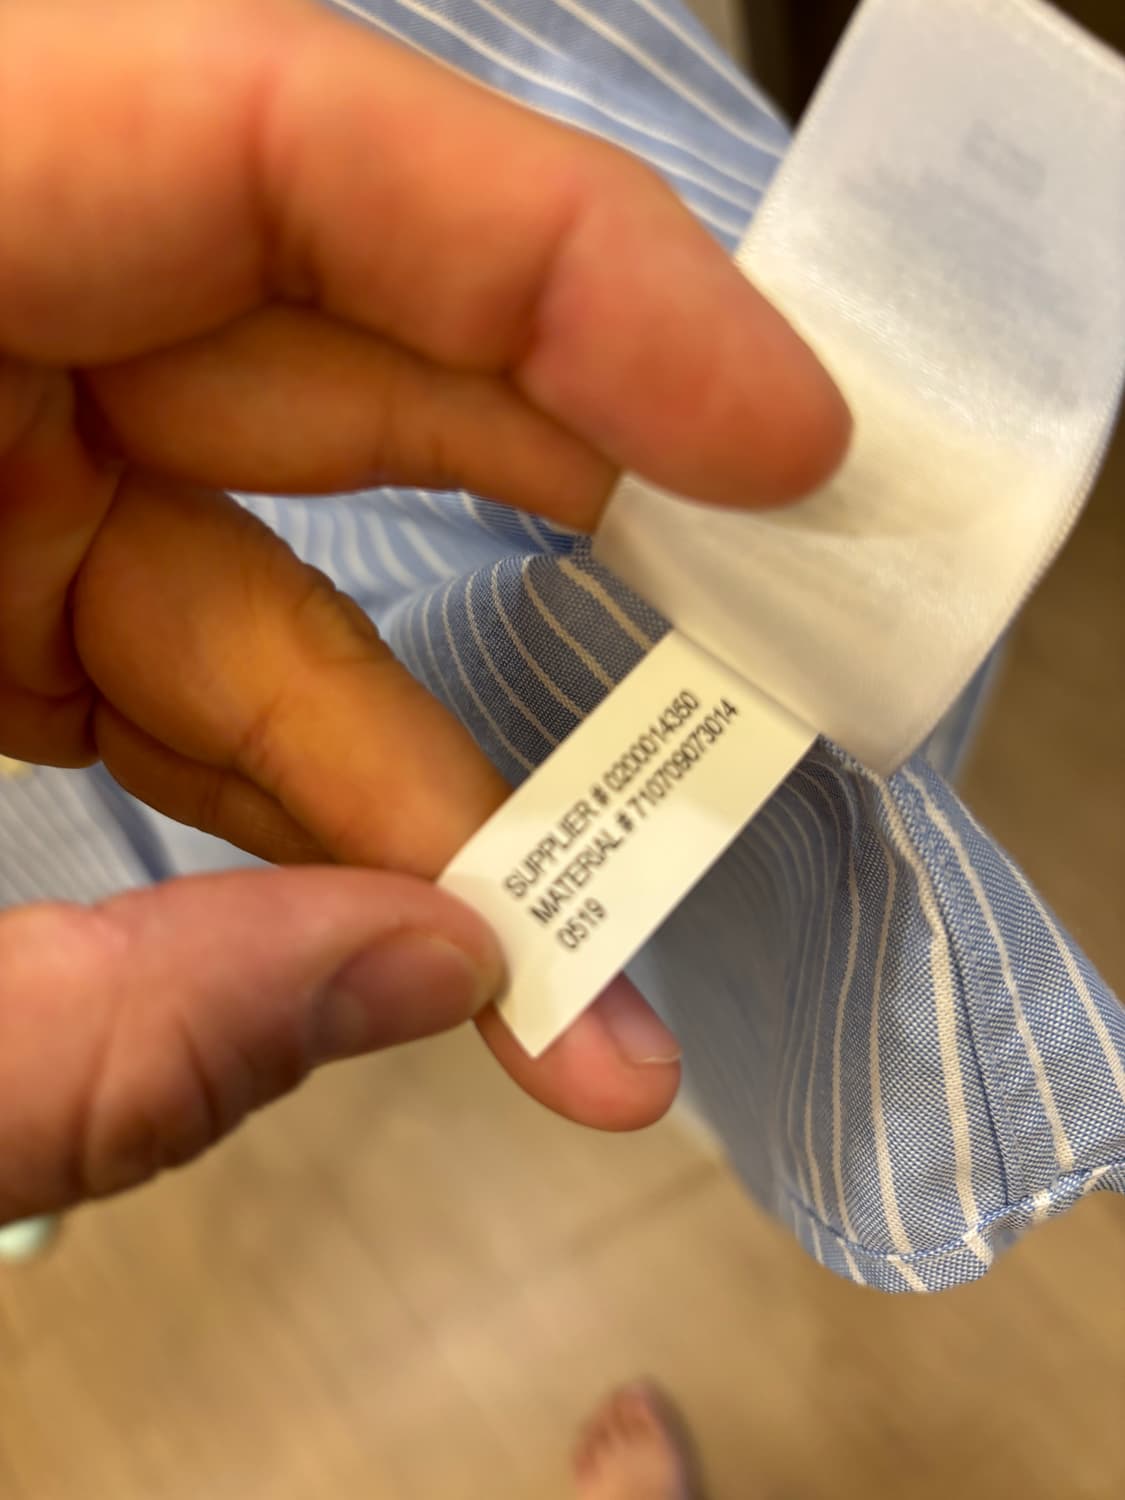 SUPPLIER # 0200014350
MATERIAL # 710709073014
0519